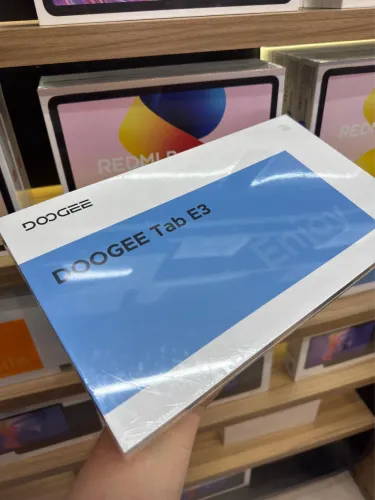 REDMI P
REDMI
DOOGEE
DOOGEE Tab E3
Enjoy